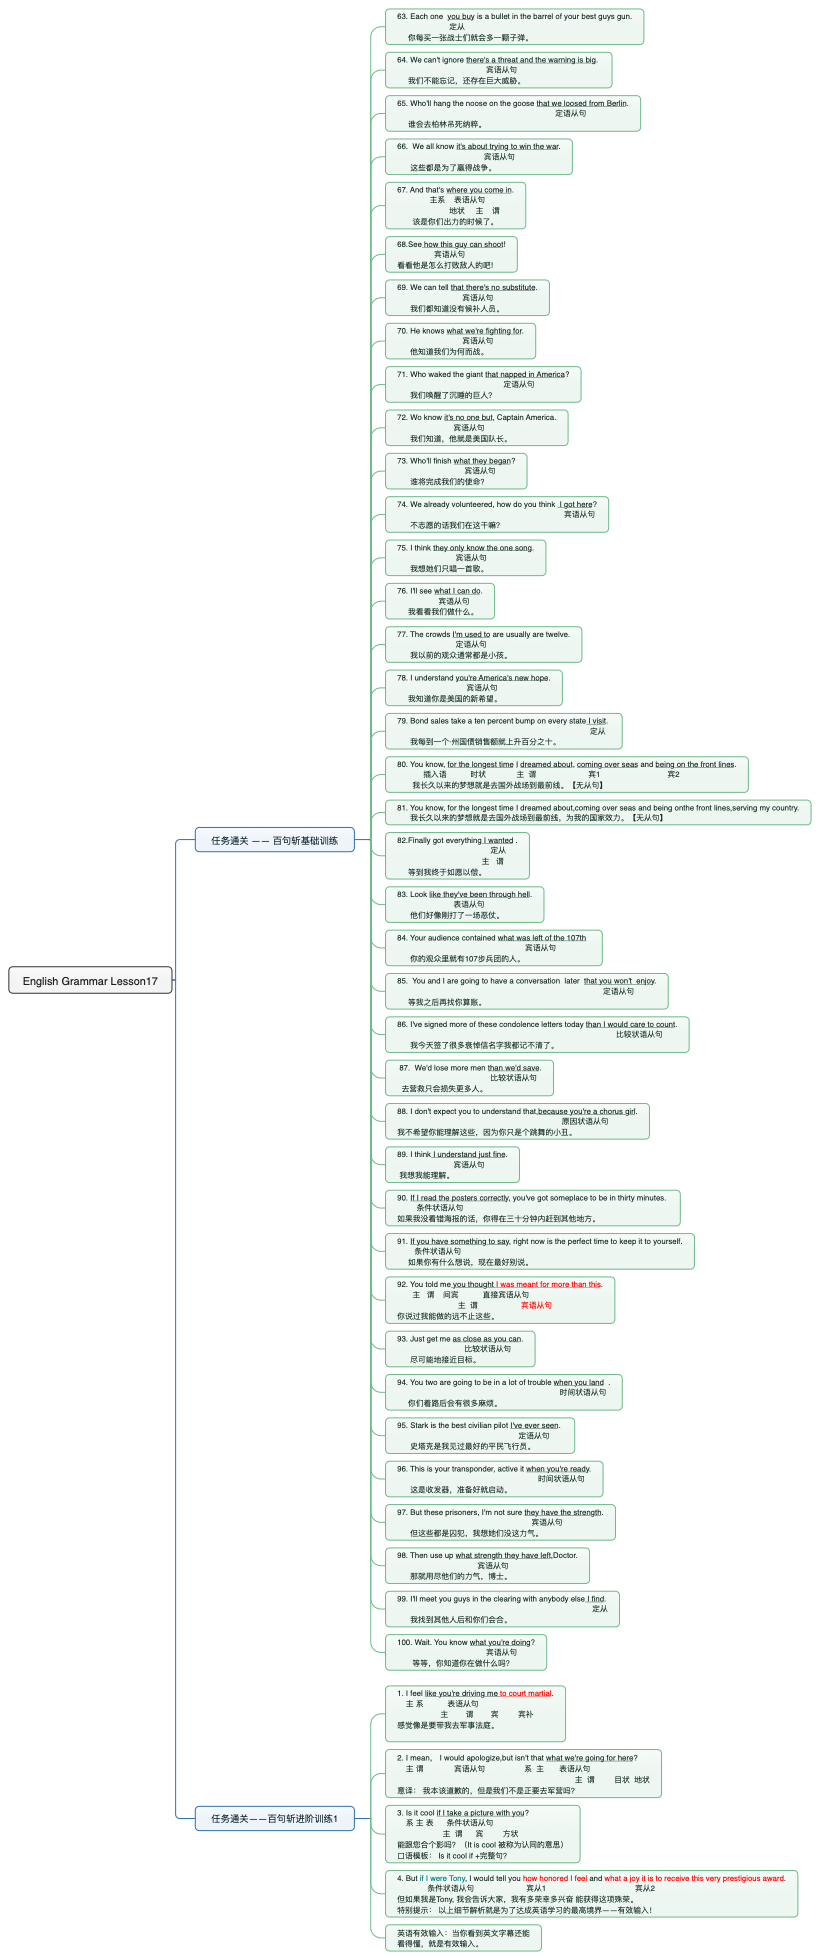 63. Each one you buy is a bullet in the barrel of your best guys gun.
定从
你每买一张战士们就会多一颗子弹。
64. We can't ignore there's a threat and the warning is big.
宾语从句
我们不能忘记，还存在巨大威胁。
65. Who'll hang the noose on the goose that we loosed from Berlin.
定语从句
谁会去柏林吊死纳粹。
66. We all know it's about trying to win the war.
宾语从句
这些都是为了赢得战争。
67. And that's where you come in.
主系 表语从句
地状 主 谓
该是你们出力的时候了。
68.See how this guy can shoot!
宾语从句
看看他是怎么打败敌人的吧!
69. We can tell that there's no substitute.
宾语从句
我们都知道没有候补人员。
70. He knows what we're fighting for.
宾语从句
他知道我们为何而战。
71. Who waked the giant that napped in America?
定语从句
我们唤醒了沉睡的巨人?
72. Wo know it's no one but, Captain America.
宾语从句
我们知道，他就是美国队长。
73. Who'll finish what they began?
宾语从句
谁将完成我们的使命?
74. We already volunteered, how do you think I got here?
宾语从句
不志愿的话我们在这干嘛?
75. I think they only know the one song.
宾语从句
我想她们只唱一首歌。
76. I'll see what I can do.
宾语从句
我看看我们做什么。
77. The crowds I'm used to are usually are twelve.
定语从句
我以前的观众通常都是小孩。
78. I understand you're America's new hope.
宾语从句
我知道你是美国的新希望。
79. Bond sales take a ten percent bump on every state I visit.
定从
我每到一个·州国债销售额就上升百分之十。
80. You know, for the longest time I dreamed about, coming over seas and being on the front lines.
插入语 时状 主 谓 宾1 宾2
我长久以来的梦想就是去国外战场到最前线。【无从句】
81. You know, for the longest time I dreamed about,coming over seas and being onthe front lines,serving my country.
我长久以来的梦想就是去国外战场到最前线，为我的国家效力。【无从句】
任务通关 —— 百句斩基础训练
82.Finally got everything I wanted .
定从
主 谓
等到我终于如愿以偿。
83. Look like they've been through hell.
表语从句
他们好像刚打了一场恶仗。
84. Your audience contained what was left of the 107th
宾语从句
你的观众里就有107步兵团的人。
English Grammar Lesson17
85. You and I are going to have a conversation later that you won't enjoy.
定语从句
等我之后再找你算账。
86. I've signed more of these condolence letters today than I would care to count.
比较状语从句
我今天签了很多哀悼信名字我都记不清了。
87. We'd lose more men than we'd save.
比较状语从句
去营救只会损失更多人。
88. I don't expect you to understand that,because you're a chorus girl.
原因状语从句
我不希望你能理解这些，因为你只是个跳舞的小丑。
89. I think I understand just fine.
宾语从句
我想我能理解。
90. If I read the posters correctly, you've got someplace to be in thirty minutes.
条件状语从句
如果我没看错海报的话，你得在三十分钟内赶到其他地方。
91. If you have something to say, right now is the perfect time to keep it to yourself.
条件状语从句
如果你有什么想说，现在最好别说。
92. You told me you thought I was meant for more than this.
主 谓 间宾 直接宾语从句
主 谓 宾语从句
你说过我能做的远不止这些。
93. Just get me as close as you can.
比较状语从句
尽可能地接近目标。
94. You two are going to be in a lot of trouble when you land .
时间状语从句
你们着路后会有很多麻烦。
95. Stark is the best civilian pilot I've ever seen.
定语从句
史塔克是我见过最好的平民飞行员。
96. This is your transponder, active it when you're ready.
时间状语从句
这是收发器，准备好就启动。
97. But these prisoners, I'm not sure they have the strength.
宾语从句
但这些都是囚犯，我想她们没这力气。
98. Then use up what strength they have left,Doctor.
宾语从句
那就用尽他们的力气，博士。
99. I'll meet you guys in the clearing with anybody else I find.
定从
我找到其他人后和你们会合。
100. Wait. You know what you're doing?
宾语从句
等等，你知道你在做什么吗?
1. I feel like you're driving me to court martial.
主 系 表语从句
主 谓 宾 宾补
感觉像是要带我去军事法庭。
2. I mean， I would apologize,but isn't that what we're going for here?
主 谓 宾语从句 系 主 表语从句
主 谓 目状 地状
意译： 我本该道歉的，但是我们不是正要去军营吗?
任务通关——百句斩进阶训练1
3. Is it cool if I take a picture with you?
系 主 表 条件状语从句
主 谓 宾 方状
能跟您合个影吗? （It is cool 被称为认同的意思）
口语模板： Is it cool if +完整句?
4. But if I were Tony, I would tell you how honored I feel and what a joy it is to receive this very prestigious award.
条件状语从句 宾从1 宾从2
但如果我是Tony, 我会告诉大家，我有多荣幸多兴奋 能获得这项殊荣。
特别提示： 以上细节解析就是为了达成英语学习的最高境界——有效输入！
英语有效输入：当你看到英文字幕还能
看得懂，就是有效输入。